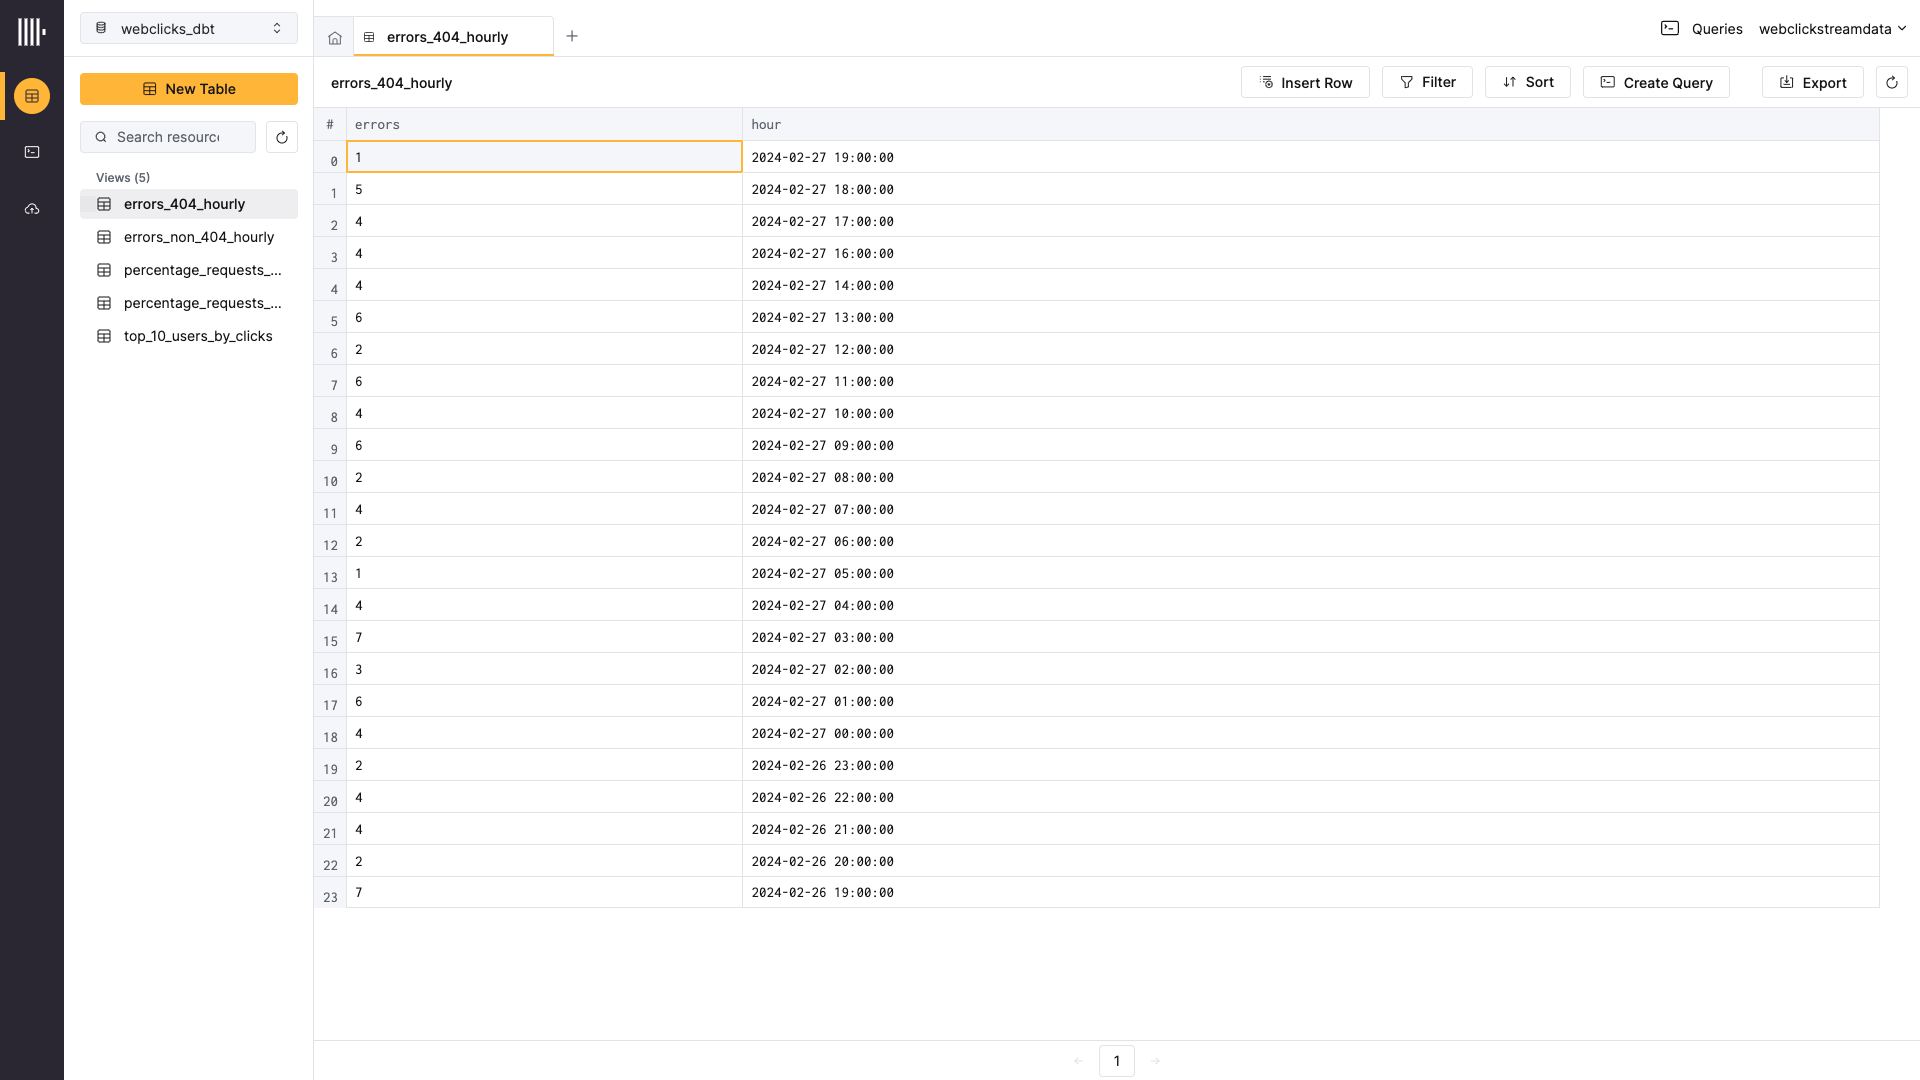 webclicks_dbt
errors_404_hourly
Queries
webclickstreamdata
New Table
errors_404_hourly
Insert Row
Filter
Sort
Create Query
Export
Search resourc
Views (5)
errors_404_hourly
errors_non_404_hourly
percentage_requests_...
percentage_requests_...
top_10_users_by_clicks
# errors hour
0 1 2024-02-27 19:00:00
1 5 2024-02-27 18:00:00
2 4 2024-02-27 17:00:00
3 4 2024-02-27 16:00:00
4 4 2024-02-27 14:00:00
5 6 2024-02-27 13:00:00
6 2 2024-02-27 12:00:00
7 6 2024-02-27 11:00:00
8 4 2024-02-27 10:00:00
9 6 2024-02-27 09:00:00
10 2 2024-02-27 08:00:00
11 4 2024-02-27 07:00:00
12 2 2024-02-27 06:00:00
13 1 2024-02-27 05:00:00
14 4 2024-02-27 04:00:00
15 7 2024-02-27 03:00:00
16 3 2024-02-27 02:00:00
17 6 2024-02-27 01:00:00
18 4 2024-02-27 00:00:00
19 2 2024-02-26 23:00:00
20 4 2024-02-26 22:00:00
21 4 2024-02-26 21:00:00
22 2 2024-02-26 20:00:00
23 7 2024-02-26 19:00:00
1